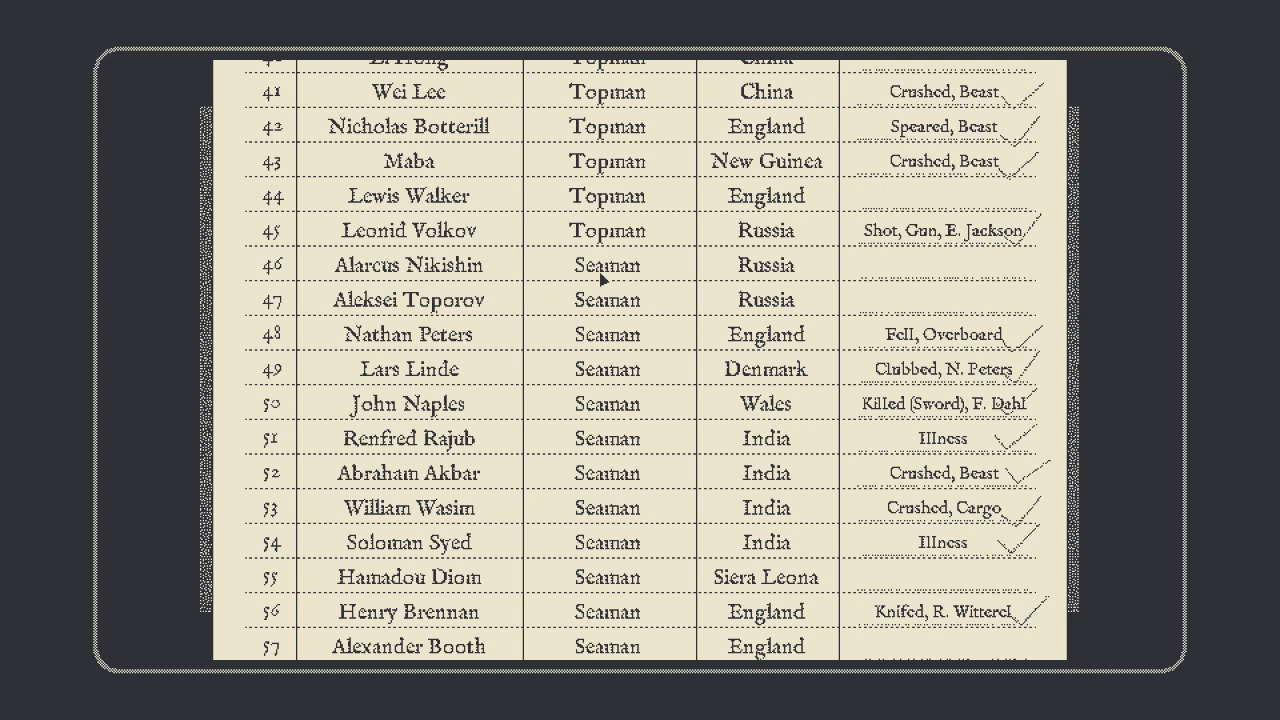 41 Wei Lee Topman China Crushed, Beast
42 Nicholas Botterill Topman England Speared, Beast
43 Maba Topman New Guinea Crushed, Beast
44 Lewis Walker Topman England
45 Leonid Volkov Topman Russia Shot, Gun, E. Jackson
46 Alarcus Nikishin Seaman Russia
47 Aleksei Toporov Seaman Russia
48 Nathan Peters Seaman England Fell, Overboard
49 Lars Linde Seaman Denmark Clubbed, N. Peters
50 John Naples Seaman Wales Killed (Sword), F. Dahl
51 Renfred Rajub Seaman India Illness
52 Abraham Akbar Seaman India Crushed, Beast
53 William Wasim Seaman India Crushed, Cargo
54 Soloman Syed Seaman India Illness
55 Hamadou Diom Seaman Siera Leona
56 Henry Brennan Seaman England Knifed, R. Witterel
57 Alexander Booth Seaman England